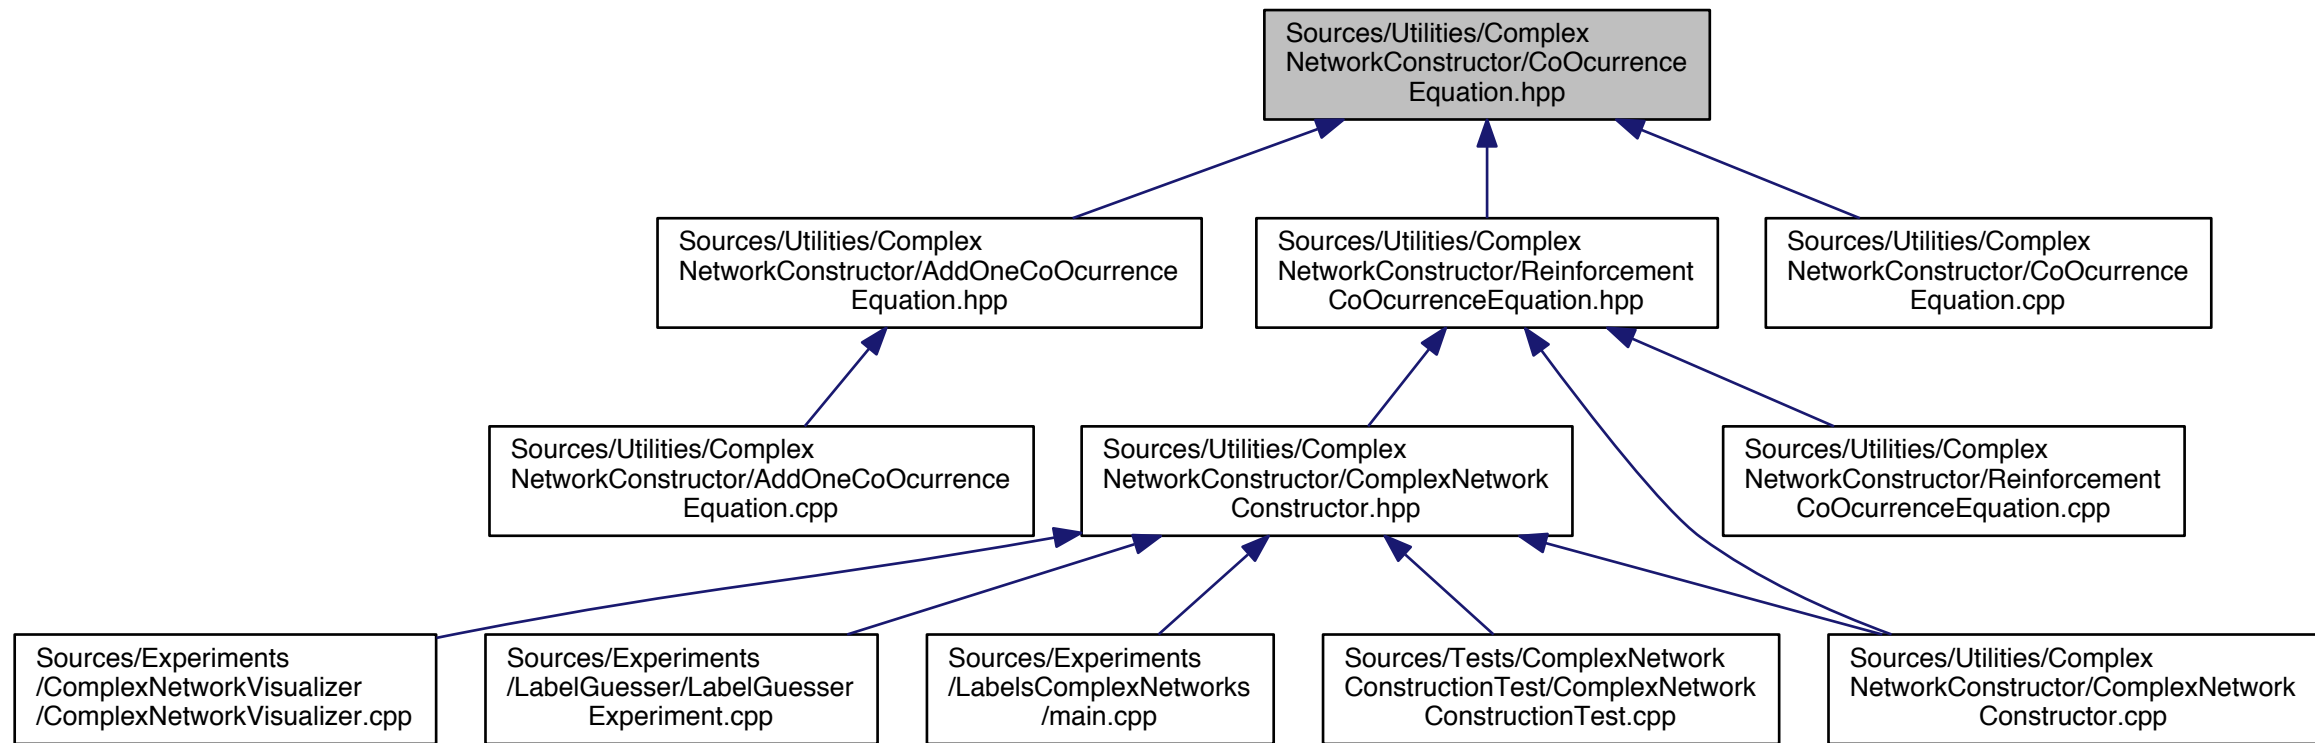 Sources/Utilities/Complex
NetworkConstructor/CoOcurrence
Equation.hpp
Sources/Utilities/Complex
NetworkConstructor/AddOneCoOcurrence
Equation.hpp
Sources/Utilities/Complex
NetworkConstructor/Reinforcement
CoOcurrenceEquation.hpp
Sources/Utilities/Complex
NetworkConstructor/CoOcurrence
Equation.cpp
Sources/Utilities/Complex
NetworkConstructor/AddOneCoOcurrence
Equation.cpp
Sources/Utilities/Complex
NetworkConstructor/ComplexNetwork
Constructor.hpp
Sources/Utilities/Complex
NetworkConstructor/Reinforcement
CoOcurrenceEquation.cpp
Sources/Experiments
/ComplexNetworkVisualizer
/ComplexNetworkVisualizer.cpp
Sources/Experiments
/LabelGuesser/LabelGuesser
Experiment.cpp
Sources/Experiments
/LabelsComplexNetworks
/main.cpp
Sources/Tests/ComplexNetwork
ConstructionTest/ComplexNetwork
ConstructionTest.cpp
Sources/Utilities/Complex
NetworkConstructor/ComplexNetwork
Constructor.cpp